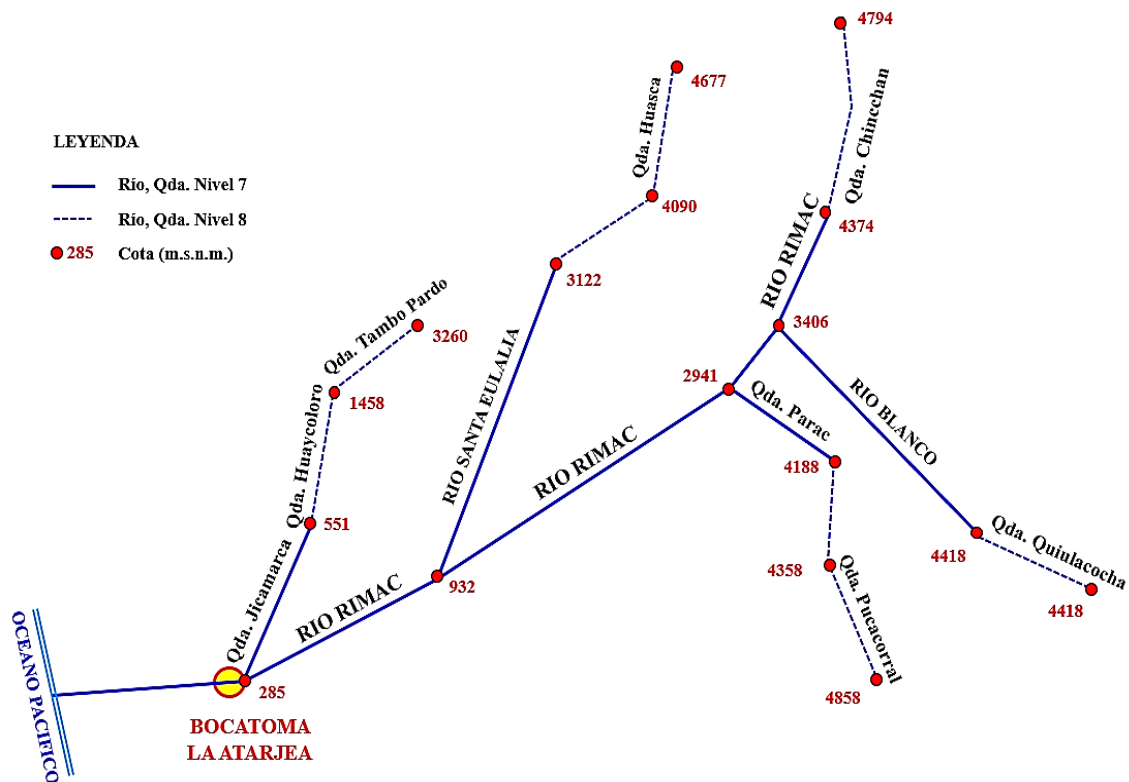 4794
4677
Qda. Huasca
Qda. Chincchan
LEYENDA
Río, Qda. Nivel 7
Río, Qda. Nivel 8
285 Cota (m.s.n.m.)
4090
4374
RIO RIMAC
3122
Qda. Tambo Pardo
3260
3406
RIO SANTA EULALIA
2941
1458
Qda. Parac
RIO BLANCO
Qda. Huaycoloro
RIO RIMAC
4188
551
4418
Qda. Quiulacocha
4358
Qda. Pucacorral
4418
Qda. Jicamarca
RIO RIMAC
932
OCEANO PACIFICO
285
4858
BOCATOMA
LA ATARJEA